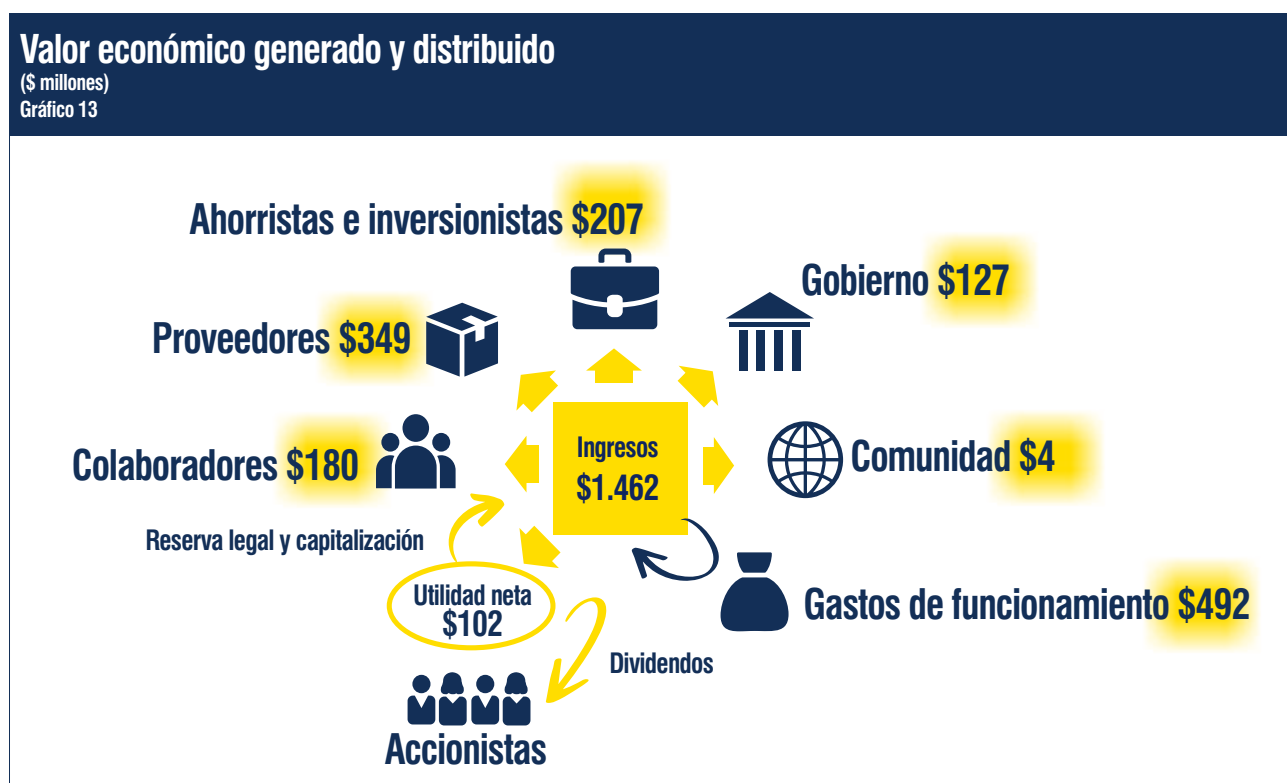 Valor económico generado y distribuido
($ millones)
Gráfico 13
Ahorristas e inversionistas $207
Gobierno $127
Proveedores $349
Ingresos
$1.462
Colaboradores $180
Comunidad $4
Reserva legal y capitalización
Utilidad neta
$102
Gastos de funcionamiento $492
Dividendos
Accionistas